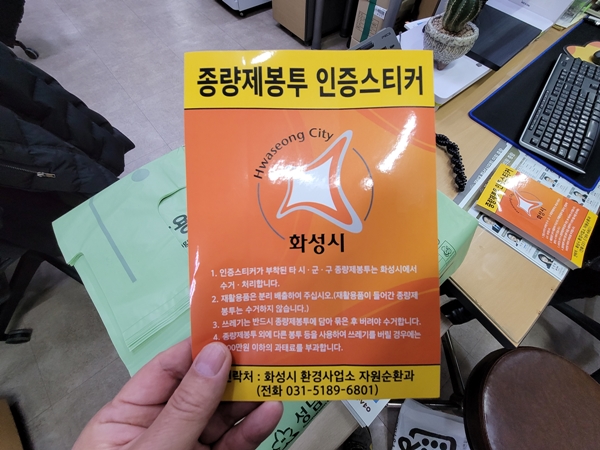 종량제봉투 인증스티커
Hwaseong City
화성시
1. 인증스티커가 부착된 타 시 · 군 · 구 종량제봉투는 화성시에서
수거 · 처리합니다.
2. 재활용품은 분리 배출하여 주십시오.(재활용품이 들어간 종량제
봉투는 수거하지 않습니다.)
3. 쓰레기는 반드시 종량제봉투에 담아 묶은 후 버려야 수거합니다.
4. 종량제봉투 외에 다른 봉투 등을 사용하여 쓰레기를 버릴 경우에는
00만원 이하의 과태료를 부과합니다.
락처 : 화성시 환경사업소 자원순환과
(전화 031-5189-6801)
화성시
성남